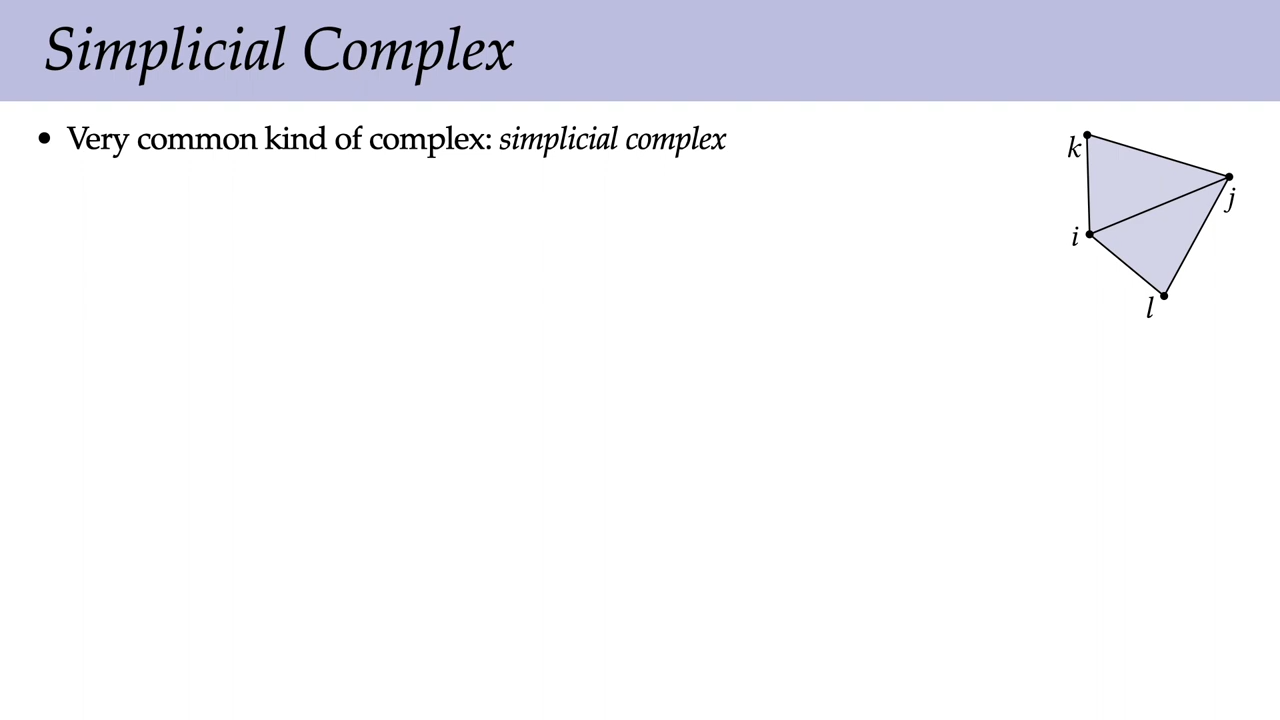 Simplicial Complex
• Very common kind of complex: simplicial complex
k
j
i
l